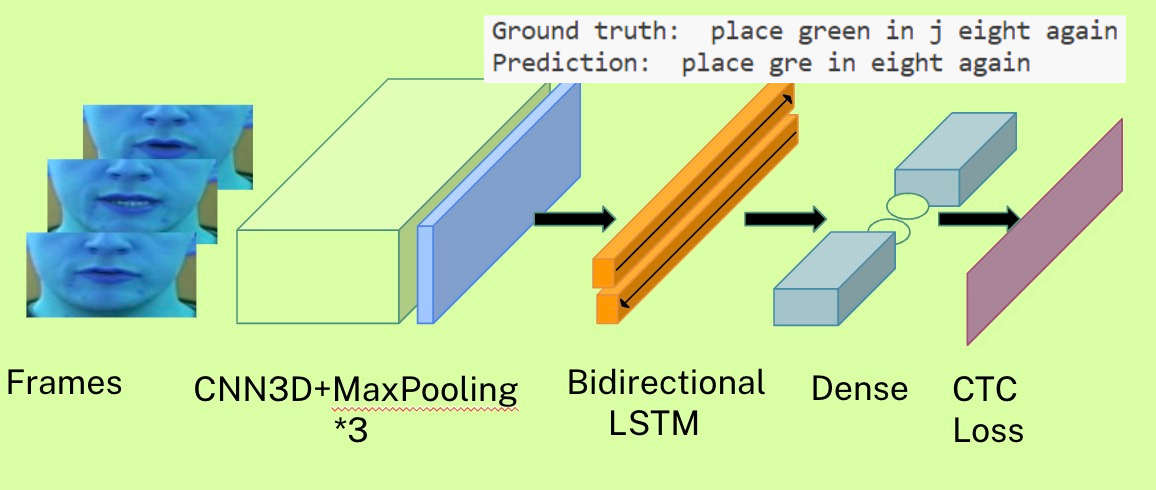 Ground truth:  place green in j eight again
Prediction:  place gre in eight again
Frames
CNN3D+MaxPooling
*3
Bidirectional
LSTM
Dense
CTC
Loss